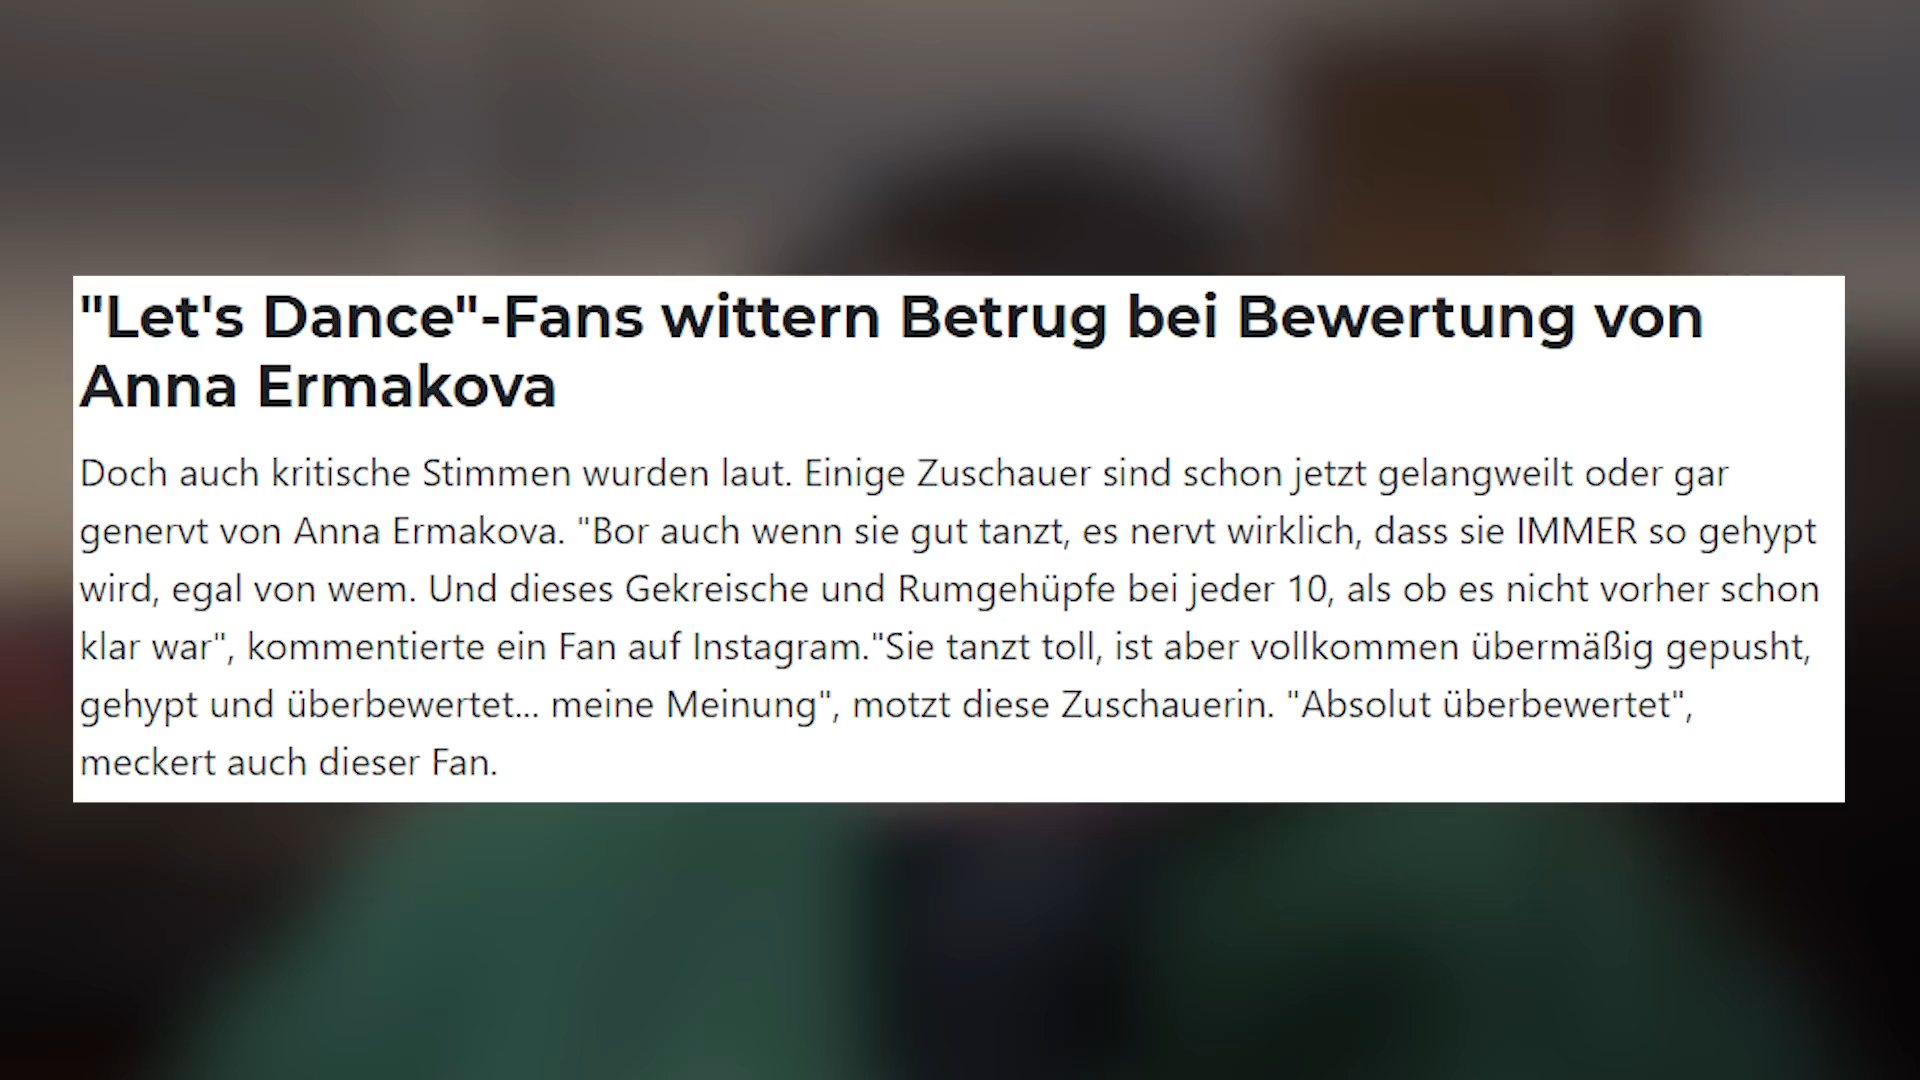 "Let's Dance"-Fans wittern Betrug bei Bewertung von
Anna Ermakova
Doch auch kritische Stimmen wurden laut. Einige Zuschauer sind schon jetzt gelangweilt oder gar
genervt von Anna Ermakova. "Bor auch wenn sie gut tanzt, es nervt wirklich, dass sie IMMER so gehypt
wird, egal von wem. Und dieses Gekreische und Rumgehüpfe bei jeder 10, als ob es nicht vorher schon
klar war", kommentierte ein Fan auf Instagram."Sie tanzt toll, ist aber vollkommen übermäßig gepusht,
gehypt und überbewertet... meine Meinung", motzt diese Zuschauerin. "Absolut überbewertet",
meckert auch dieser Fan.